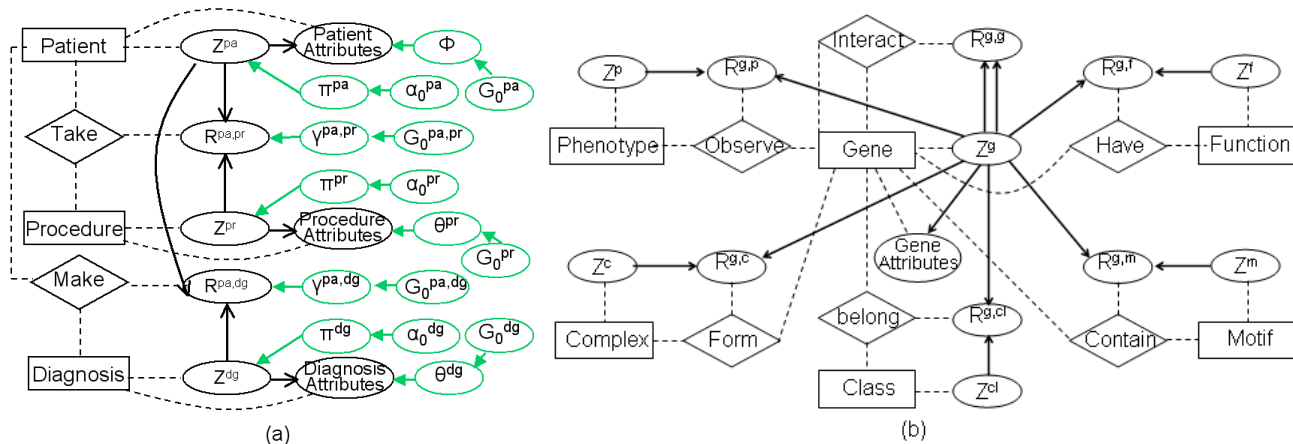 Patient
Z^pa
Patient
Attributes
Φ
π^pa
α₀^pa
G₀^pa
Take
R^pa,pr
γ^pa,pr
G₀^pa,pr
π^pr
α₀^pr
Procedure
Z^pr
Procedure
Attributes
θ^pr
G₀^pr
Make
R^pa,dg
γ^pa,dg
G₀^pa,dg
π^dg
α₀^dg
G₀^dg
Diagnosis
Z^dg
Diagnosis
Attributes
θ^dg
(a)
Interact
R^g,g
Z^p
R^g,p
R^g,f
Z^f
Phenotype
Observe
Gene
Z^g
Have
Function
Z^c
R^g,c
Gene
Attributes
R^g,m
Z^m
Complex
Form
belong
R^g,cl
Contain
Motif
Class
Z^cl
(b)